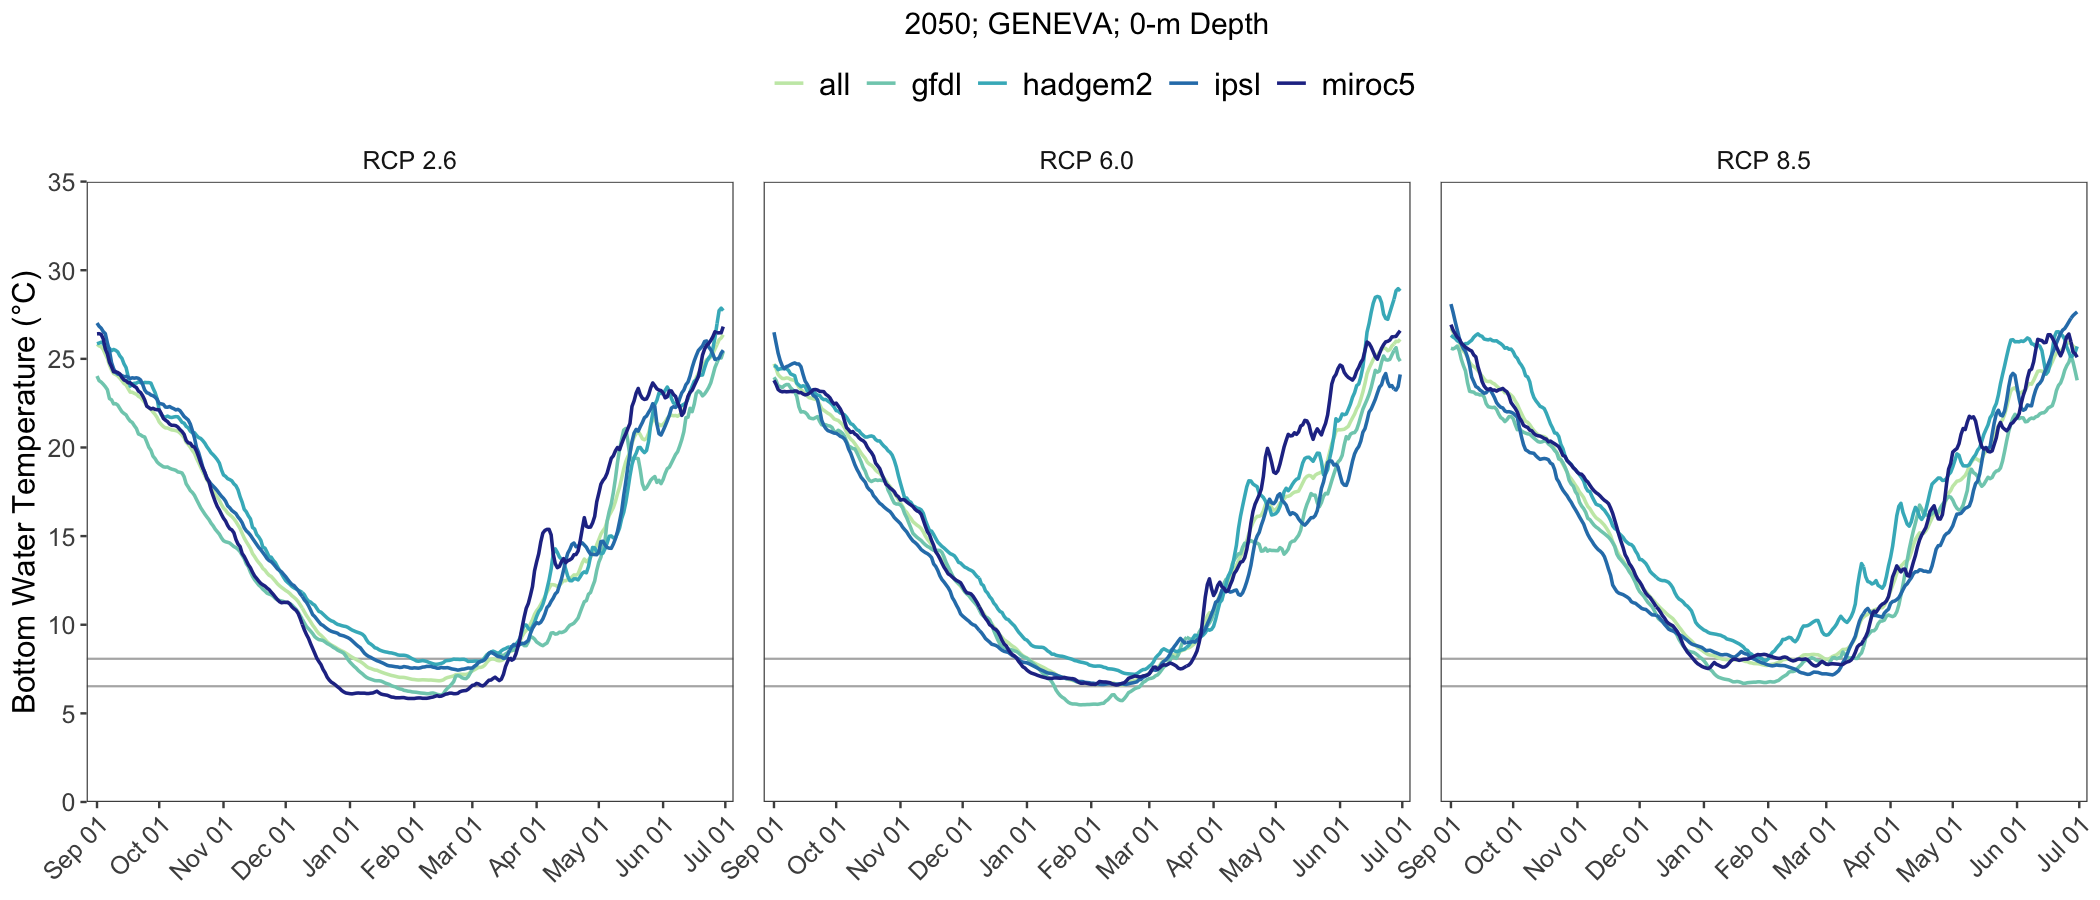 2050; GENEVA; 0-m Depth
all gfdl hadgem2 ipsl miroc5
RCP 2.6 RCP 6.0 RCP 8.5
Bottom Water Temperature (°C)
35
30
25
20
15
10
5
0
Sep 01 Oct 01 Nov 01 Dec 01 Jan 01 Feb 01 Mar 01 Apr 01 May 01 Jun 01 Jul 01
Sep 01 Oct 01 Nov 01 Dec 01 Jan 01 Feb 01 Mar 01 Apr 01 May 01 Jun 01 Jul 01
Sep 01 Oct 01 Nov 01 Dec 01 Jan 01 Feb 01 Mar 01 Apr 01 May 01 Jun 01 Jul 01